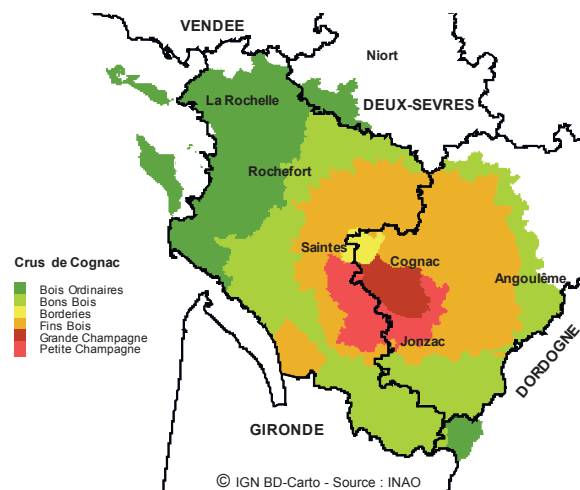 VENDEE
Niort
La Rochelle
DEUX-SEVRES
Rochefort
Saintes
Cognac
Angoulême
Crus de Cognac
Bois Ordinaires
Bons Bois
Borderies
Fins Bois
Grande Champagne
Petite Champagne
Jonzac
DORDOGNE
GIRONDE
© IGN BD-Carto - Source : INAO